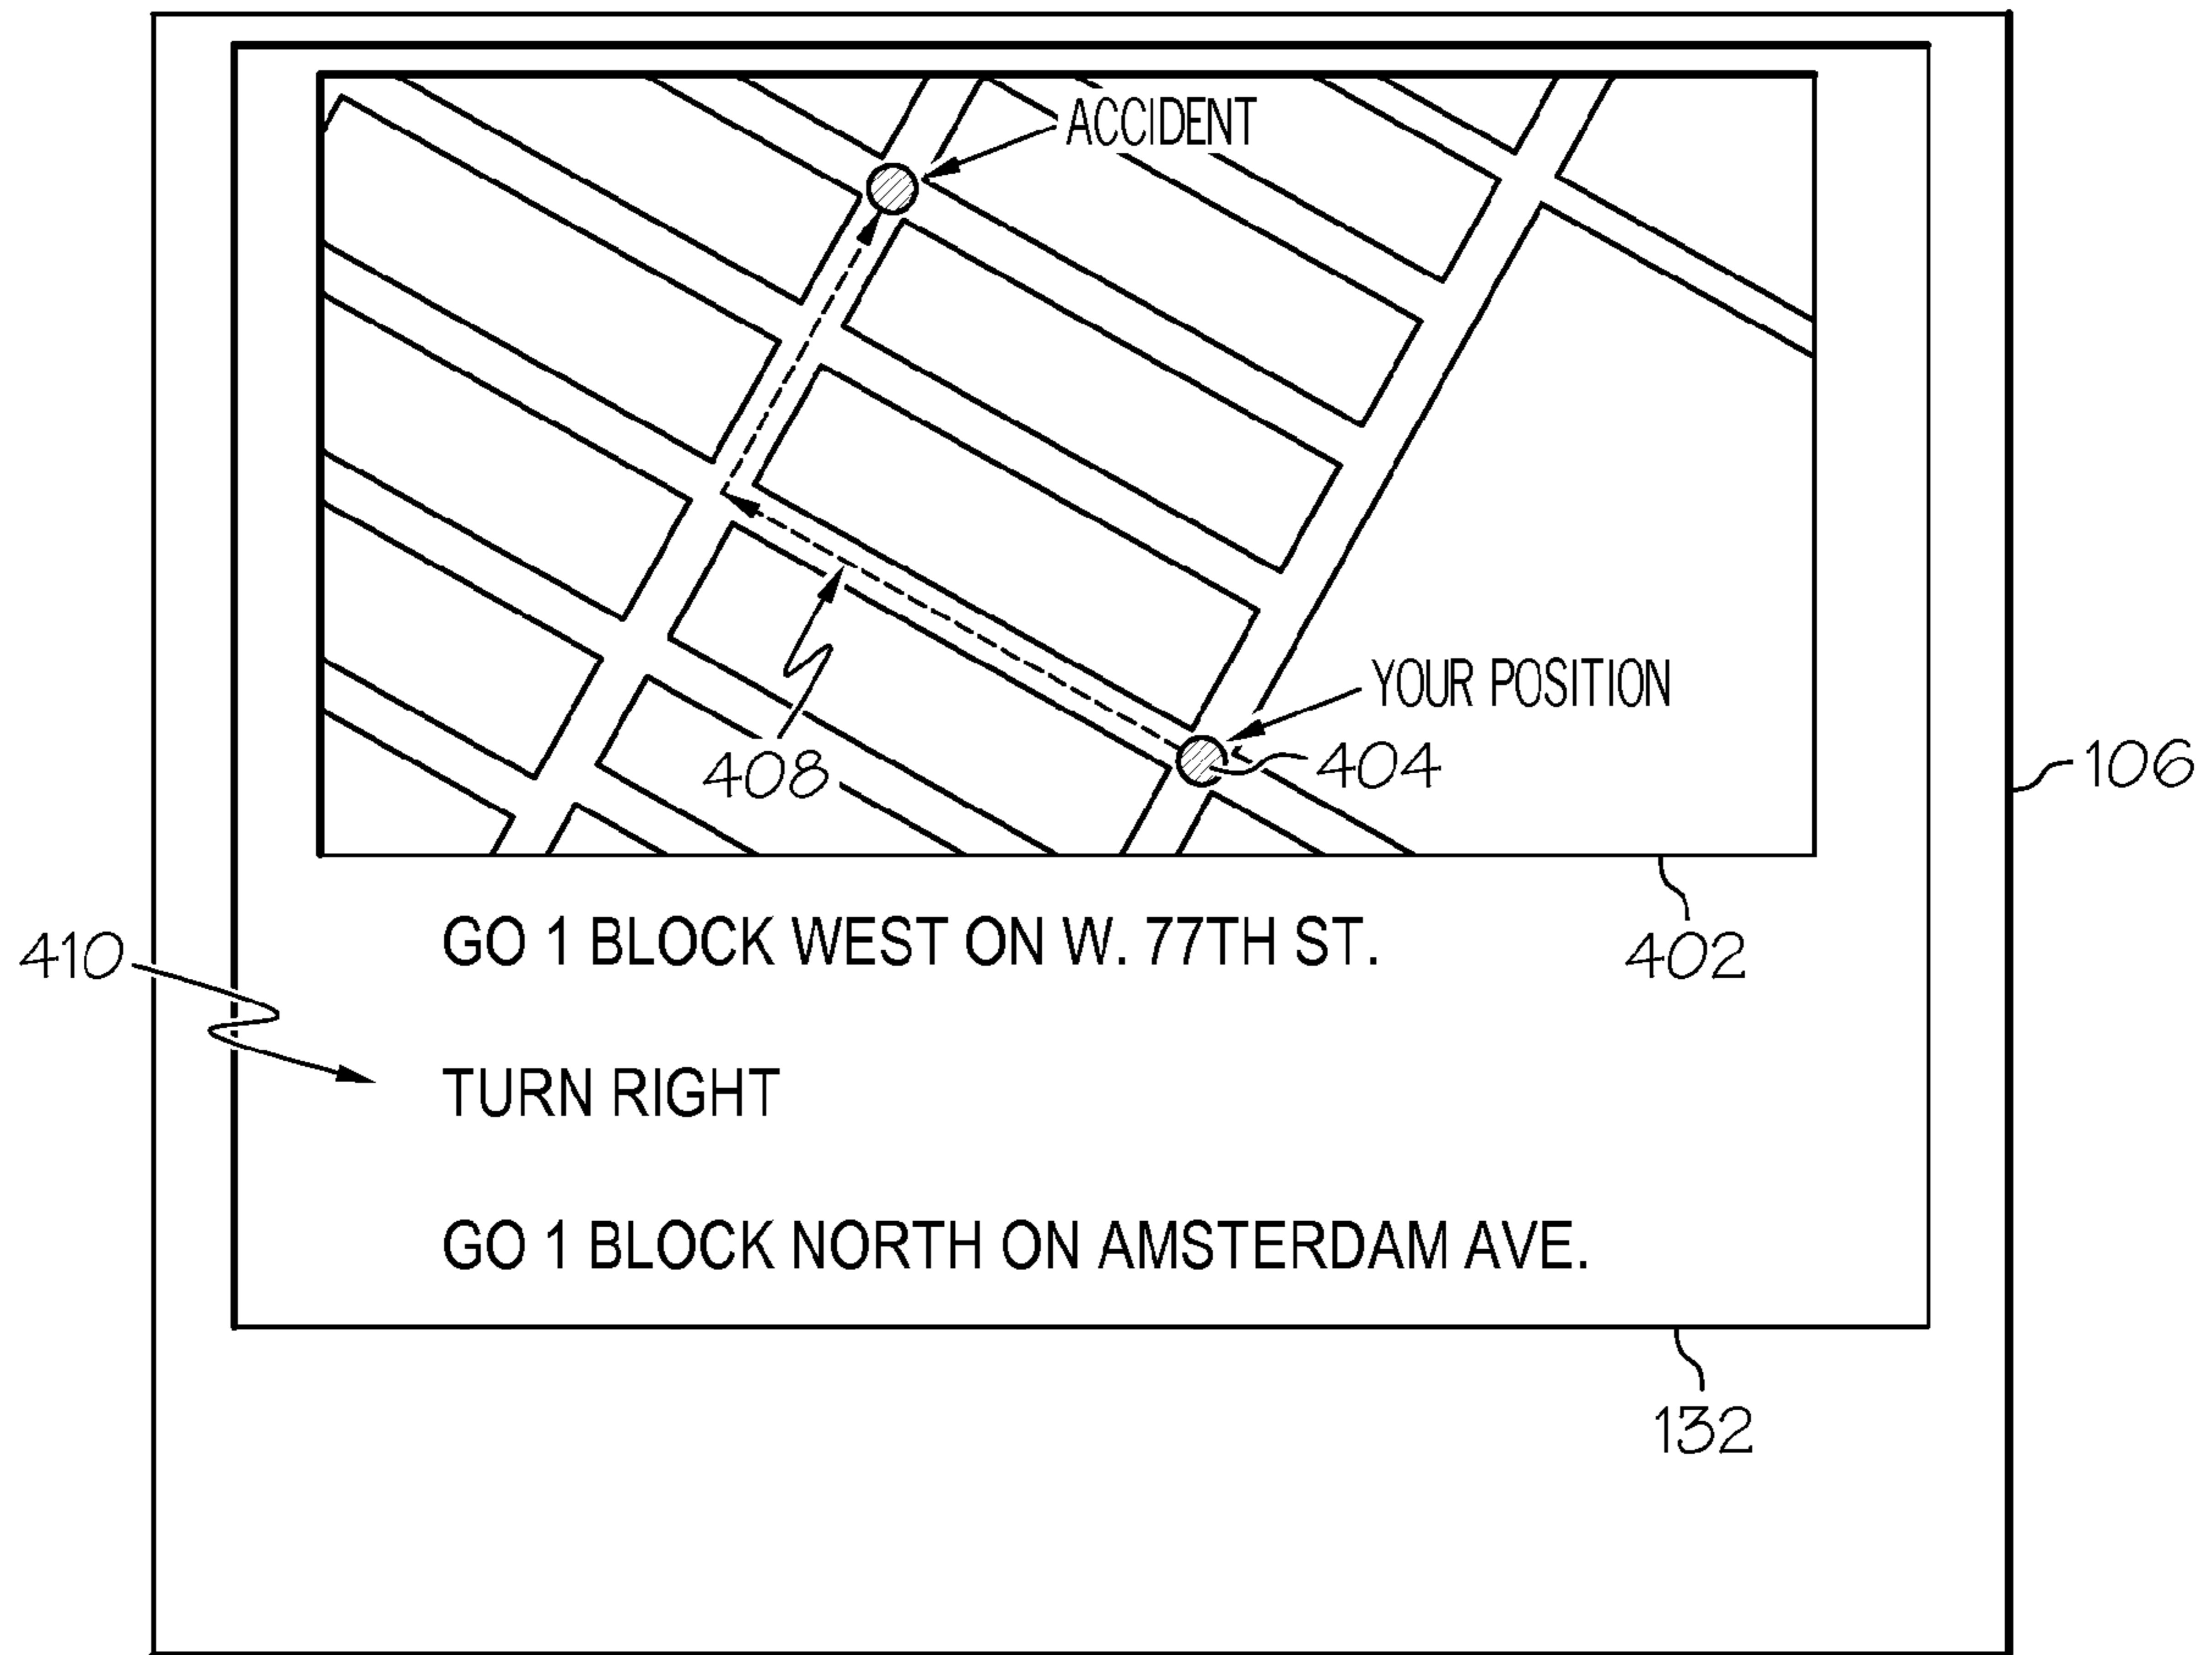 ACCIDENT
YOUR POSITION
408
404
106
GO 1 BLOCK WEST ON W. 77TH ST.
402
410
TURN RIGHT
GO 1 BLOCK NORTH ON AMSTERDAM AVE.
132